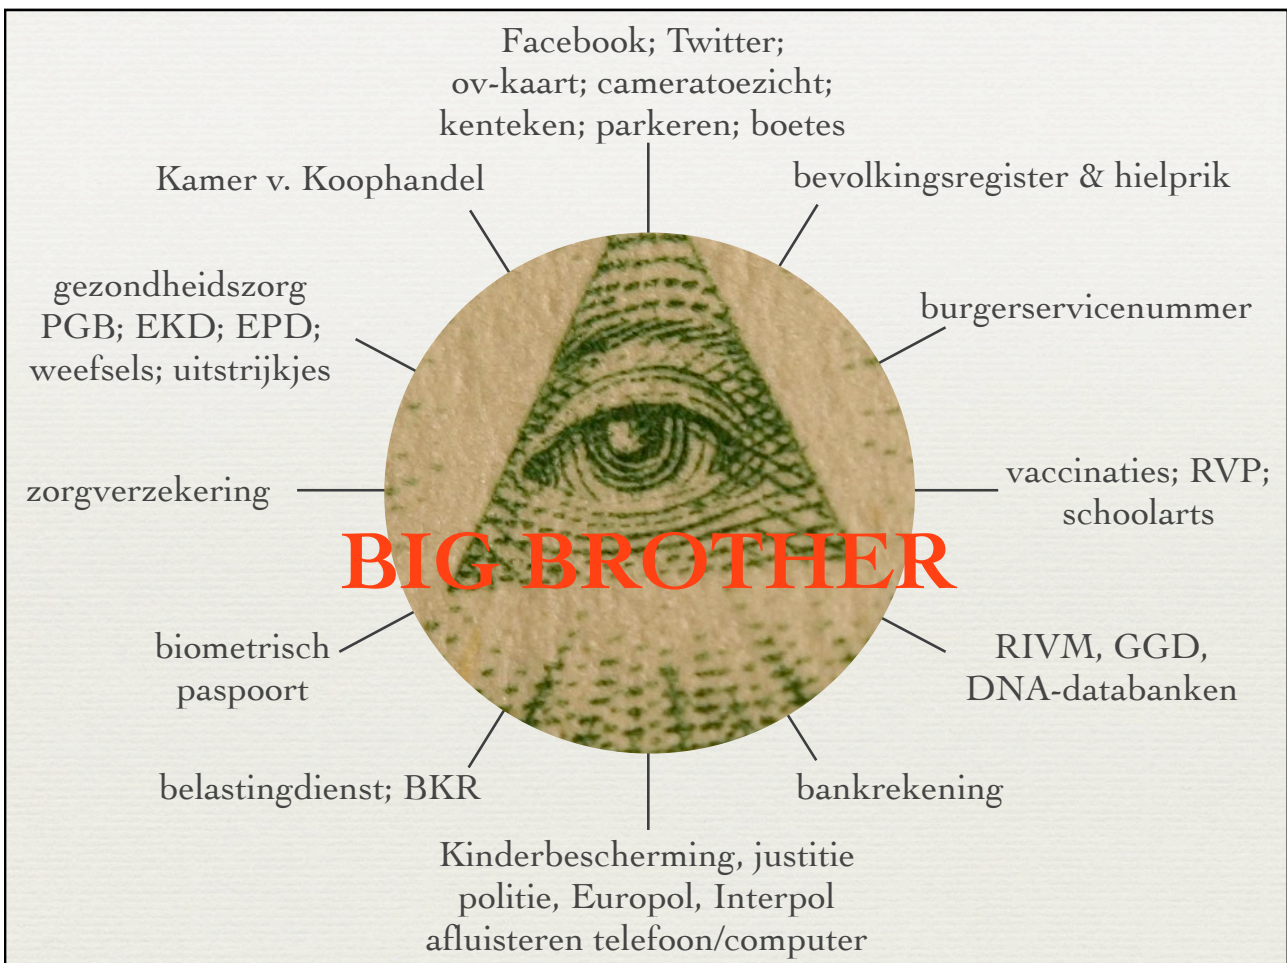 Facebook; Twitter;
ov-kaart; cameratoezicht;
kenteken; parkeren; boetes
Kamer v. Koophandel
bevolkingsregister & hielprik
gezondheidszorg
PGB; EKD; EPD;
weefsels; uitstrijkjes
burgerservicenummer
zorgverzekering
vaccinaties; RVP;
schoolarts
BIG BROTHER
biometrisch
paspoort
RIVM, GGD,
DNA-databanken
belastingdienst; BKR
bankrekening
Kinderbescherming, justitie
politie, Europol, Interpol
afluisteren telefoon/computer